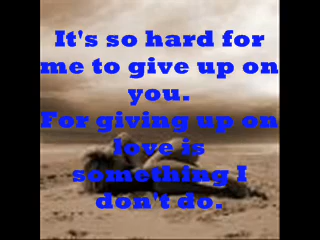 It's so hard for
me to give up on
you.
For giving up on
love is
something I
don't do.